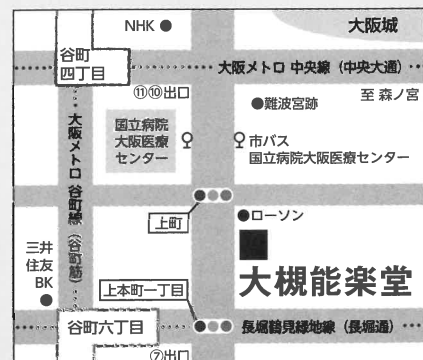 NHK ●
大阪城
谷町
四丁目
大阪メトロ 中央線（中央大通）
⑪⑩出口
至 森ノ宮
●難波宮跡
国立病院
大阪医療
センター
市バス
国立病院大阪医療センター
大阪メトロ 谷町線（谷町筋）
上町
●ローソン
三井
住友
BK
●
大槻能楽堂
上本町一丁目
谷町六丁目
長堀鶴見緑地線（長堀通）
⑦出口